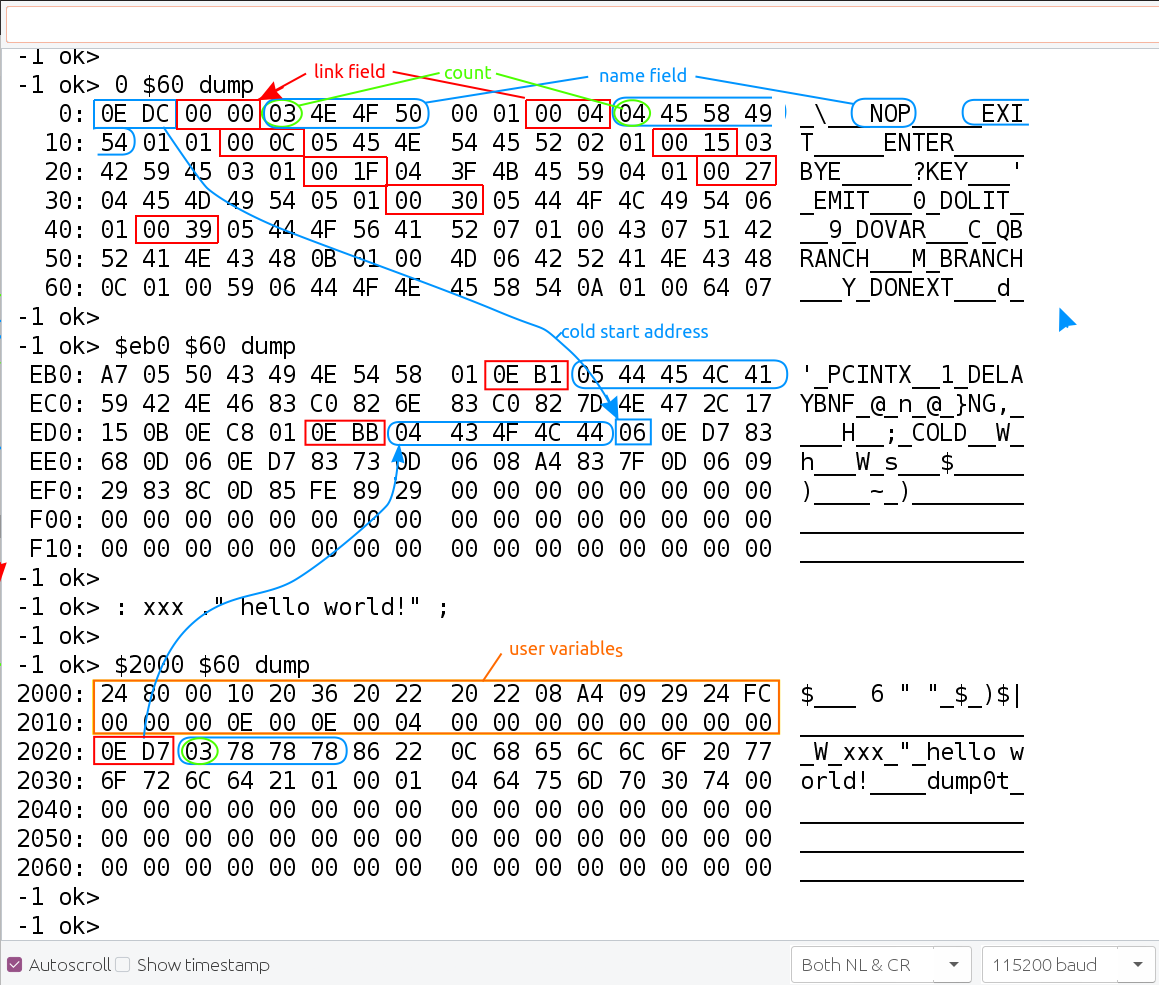 -1 ok>
-1 ok> 0 $60 dump
link field
count
name field
0: 0E DC 00 00 03 4E 4F 50 00 01 00 04 04 45 58 49 _\___NOP_____EXI
10: 54 01 01 00 0C 05 45 4E 54 45 52 02 01 00 15 03 T_____ENTER_____
20: 42 59 45 03 01 00 1F 04 3F 4B 45 59 04 01 00 27 BYE_____?KEY___'
30: 04 45 4D 49 54 05 01 00 30 05 44 4F 4C 49 54 06 _EMIT___0_DOLIT_
40: 01 00 39 05 44 4F 56 41 52 07 01 00 43 07 51 42 __9_DOVAR___C_QB
50: 52 41 4E 43 48 0B 01 00 4D 06 42 52 41 4E 43 48 RANCH___M_BRANCH
60: 0C 01 00 59 06 44 4F 4E 45 58 54 0A 01 00 64 07 ___Y_DONEXT___d_
-1 ok>
cold start address
-1 ok> $eb0 $60 dump
EB0: A7 05 50 43 49 4E 54 58 01 0E B1 05 44 45 4C 41 '_PCINTX__1_DELA
EC0: 59 42 4E 46 83 C0 82 6E 83 C0 82 7D 4E 47 2C 17 YBNF_@_n_@_}NG,_
ED0: 15 0B 0E C8 01 0E BB 04 43 4F 4C 44 06 0E D7 83 ___H__;_COLD__W_
EE0: 68 0D 06 0E D7 83 73 0D 06 08 A4 83 7F 0D 06 09 h___W_s___$_____
EF0: 29 83 8C 0D 85 FE 89 29 00 00 00 00 00 00 00 00 )____~_)________
F00: 00 00 00 00 00 00 00 00 00 00 00 00 00 00 00 00 ________________
F10: 00 00 00 00 00 00 00 00 00 00 00 00 00 00 00 00 ________________
-1 ok>
-1 ok> : xxx ." hello world!" ;
-1 ok>
user variables
-1 ok> $2000 $60 dump
2000: 24 80 00 10 20 36 20 22 20 22 08 A4 09 29 24 FC $___ 6 " "_$_)$|
2010: 00 00 00 0E 00 0E 00 04 00 00 00 00 00 00 00 00 ________________
2020: 0E D7 03 78 78 78 86 22 0C 68 65 6C 6C 6F 20 77 _W_xxx_"_hello w
2030: 6F 72 6C 64 21 01 00 01 04 64 75 6D 70 30 74 00 orld!____dump0t_
2040: 00 00 00 00 00 00 00 00 00 00 00 00 00 00 00 00 ________________
2050: 00 00 00 00 00 00 00 00 00 00 00 00 00 00 00 00 ________________
2060: 00 00 00 00 00 00 00 00 00 00 00 00 00 00 00 00 ________________
-1 ok>
-1 ok>
Autoscroll Show timestamp Both NL & CR 115200 baud